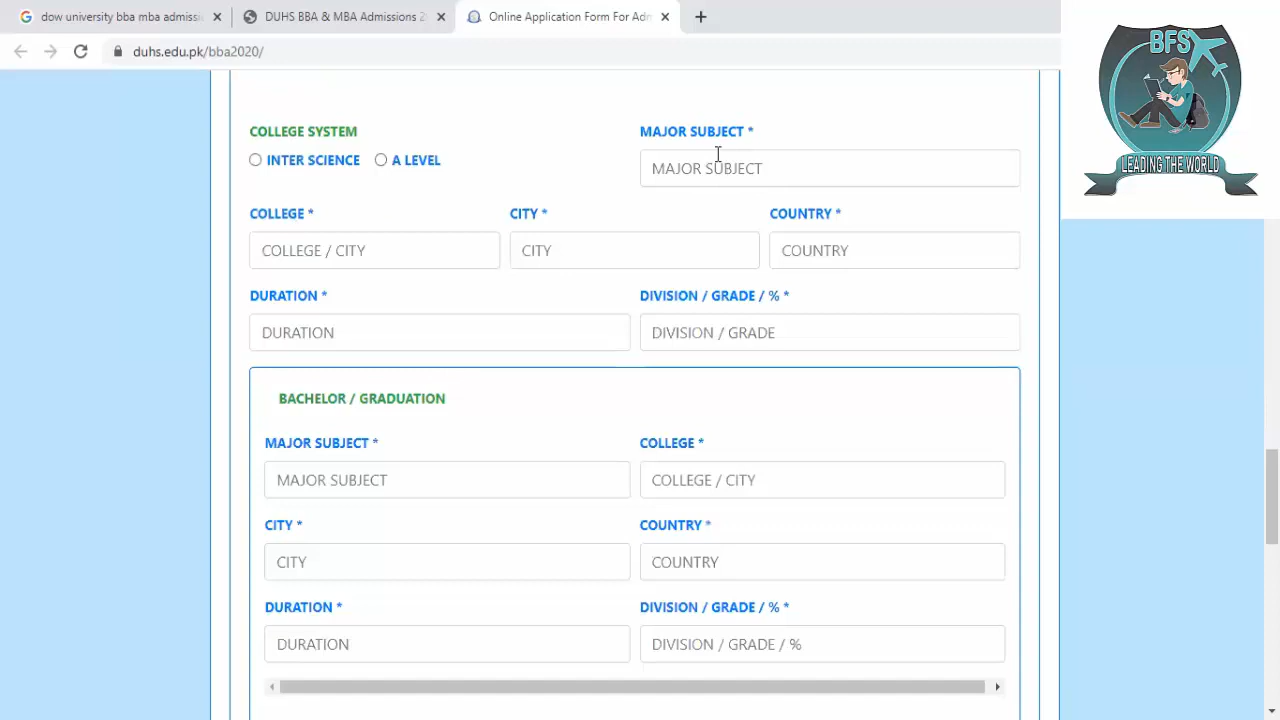 dow university bba mba admissi
DUHS BBA & MBA Admissions 2
Online Application Form For Adm
duhs.edu.pk/bba2020/
BFS
LEADING THE WORLD
COLLEGE SYSTEM
MAJOR SUBJECT *
INTER SCIENCE
A LEVEL
MAJOR SUBJECT
COLLEGE *
CITY *
COUNTRY *
COLLEGE / CITY
CITY
COUNTRY
DURATION *
DIVISION / GRADE / % *
DURATION
DIVISION / GRADE
BACHELOR / GRADUATION
MAJOR SUBJECT *
COLLEGE *
MAJOR SUBJECT
COLLEGE / CITY
CITY *
COUNTRY *
CITY
COUNTRY
DURATION *
DIVISION / GRADE / % *
DURATION
DIVISION / GRADE / %